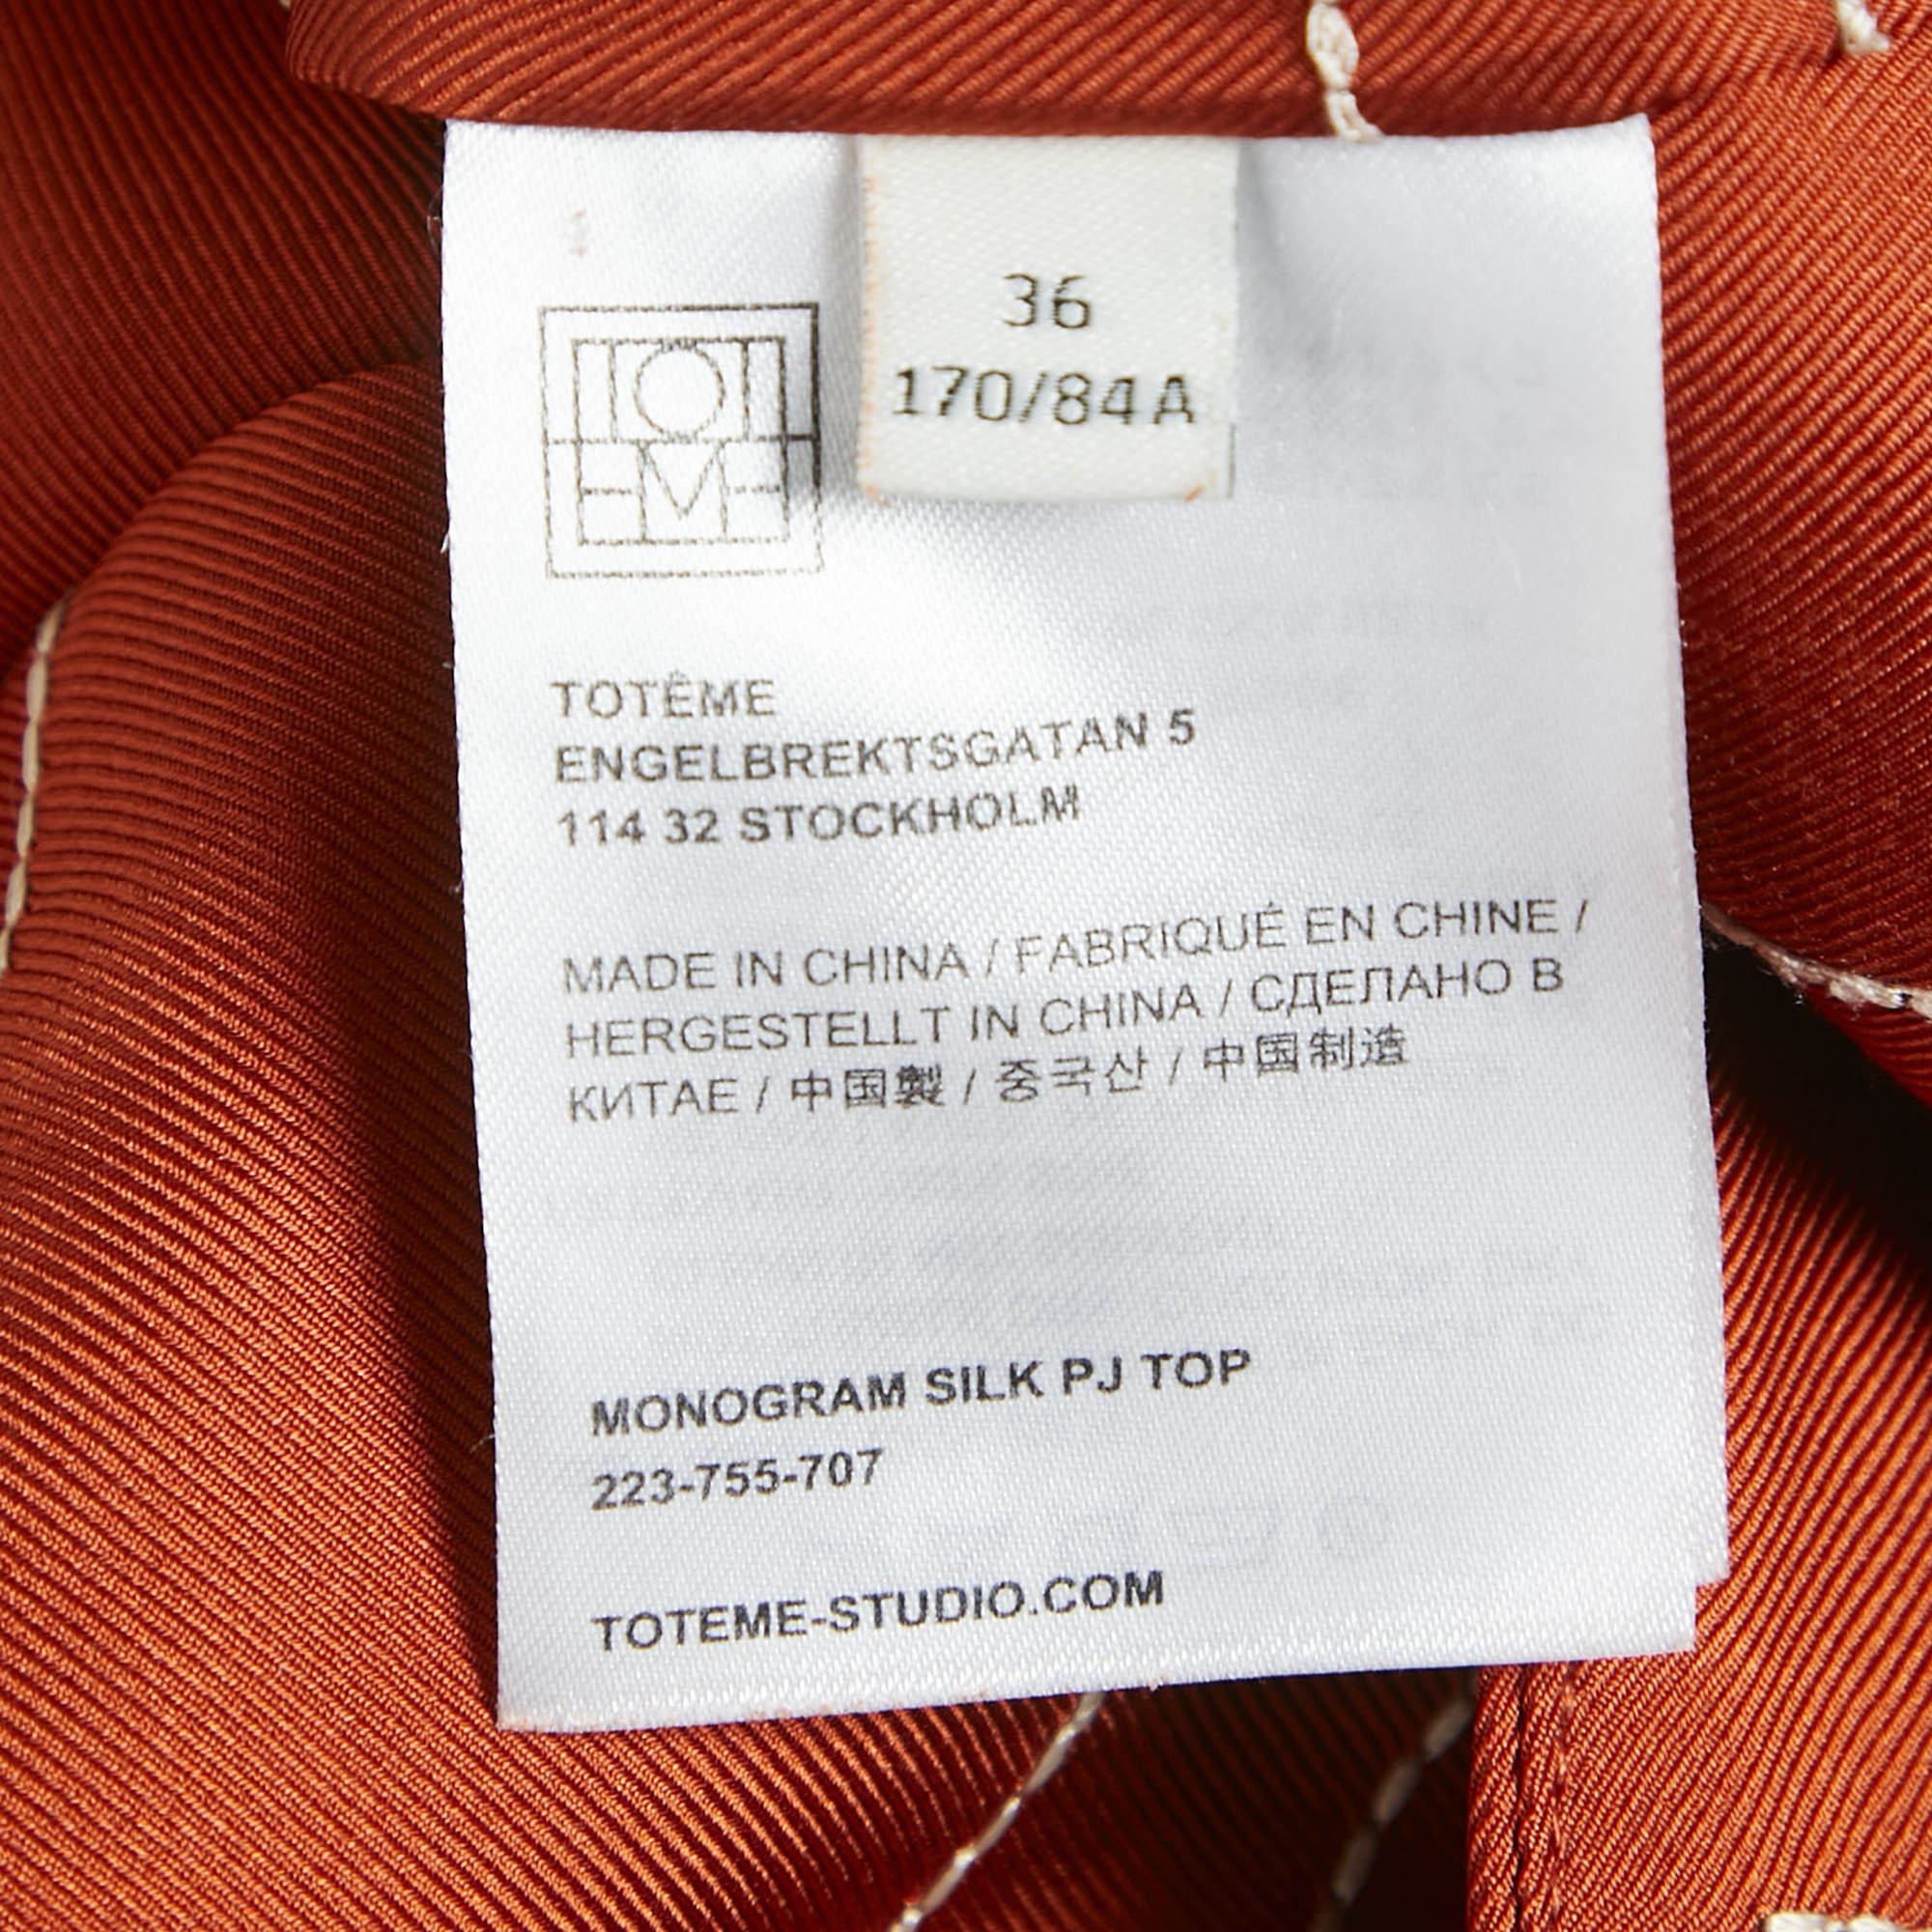 36
170/84A
TOTEME
TOTÊME
ENGELBREKTSGATAN 5
114 32 STOCKHOLM
MADE IN CHINA / FABRIQUÉ EN CHINE /
HERGESTELLT IN CHINA / СДЕЛАНО В
КИТАЕ / 中国製 / 중국산 / 中国制造
MONOGRAM SILK PJ TOP
223-755-707
TOTEME-STUDIO.COM